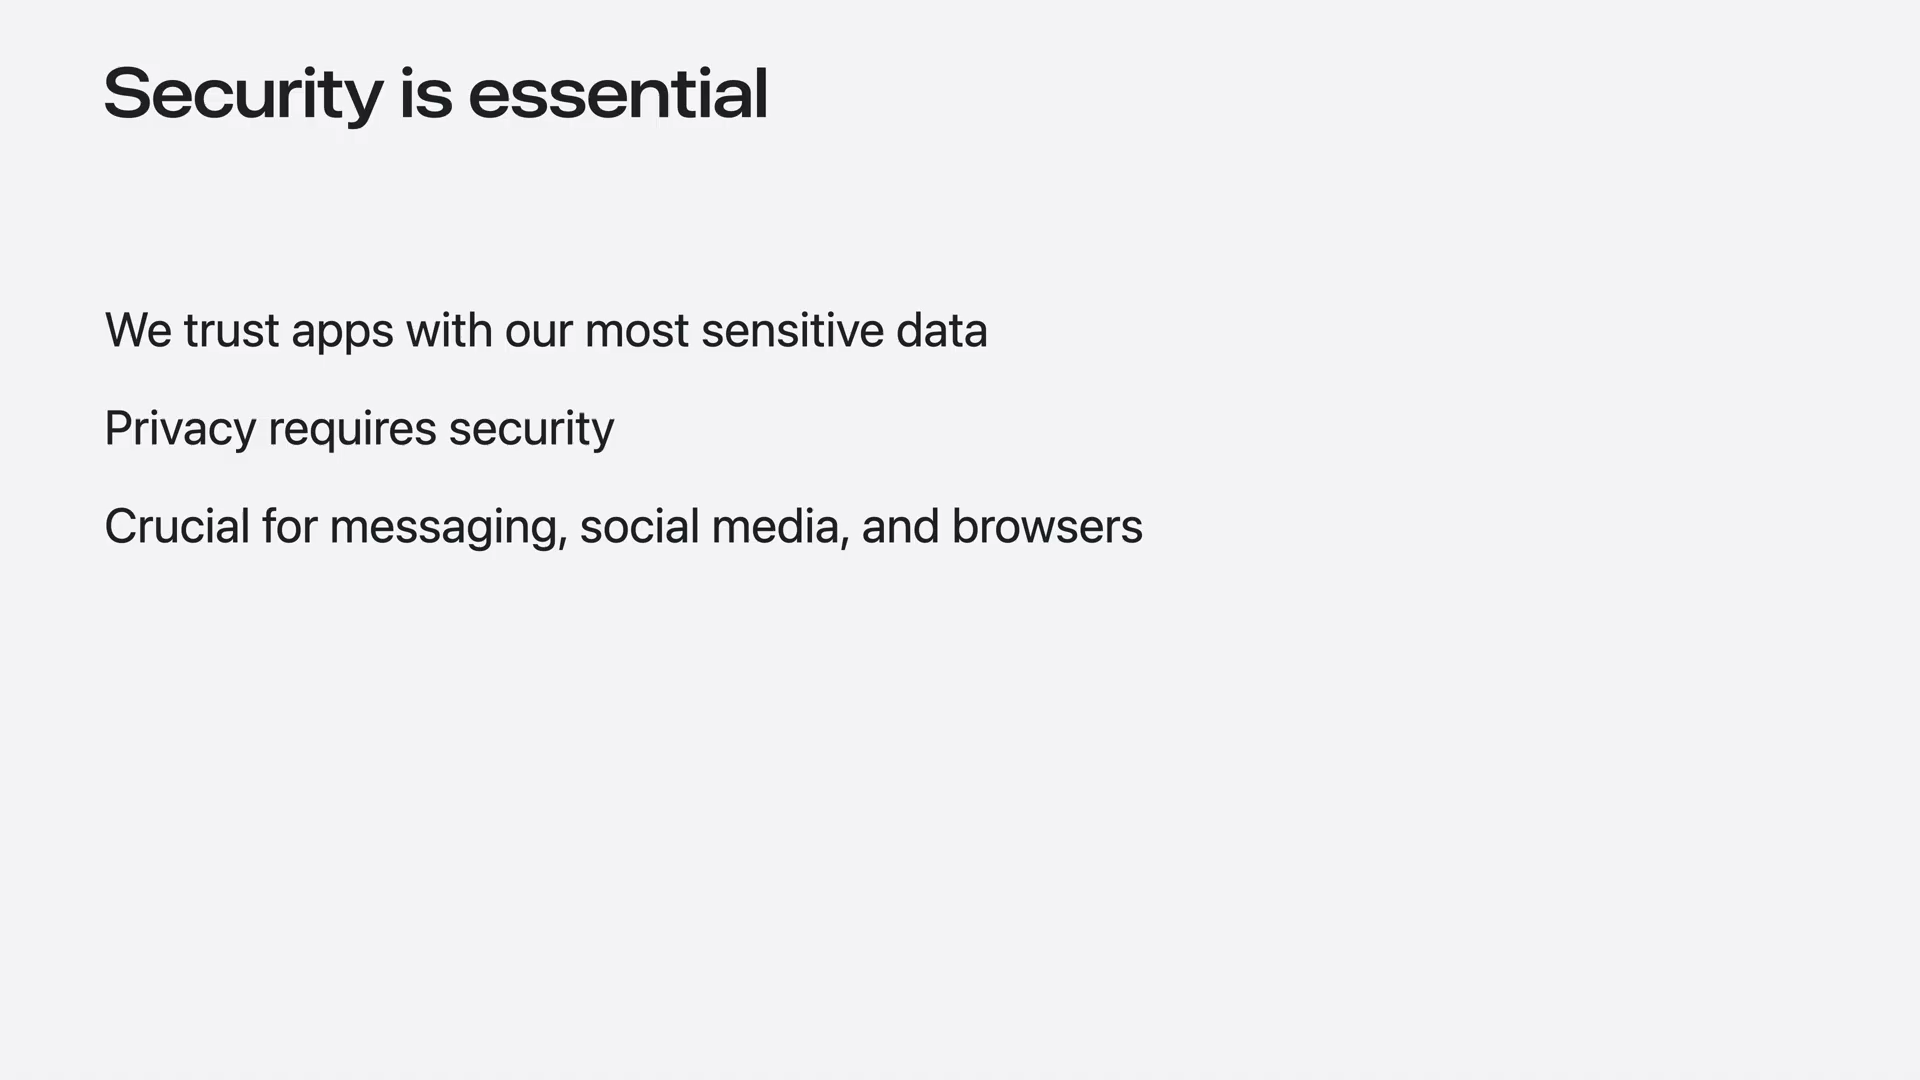 Security is essential
We trust apps with our most sensitive data
Privacy requires security
Crucial for messaging, social media, and browsers